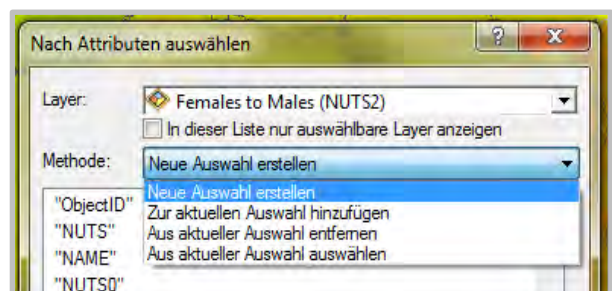 Nach Attributen auswählen
Layer: Females to Males (NUTS2)
In dieser Liste nur auswählbare Layer anzeigen
Methode: Neue Auswahl erstellen
Neue Auswahl erstellen
"ObjectID" Zur aktuellen Auswahl hinzufügen
"NUTS" Aus aktueller Auswahl entfernen
"NAME" Aus aktueller Auswahl auswählen
"NUTS0"